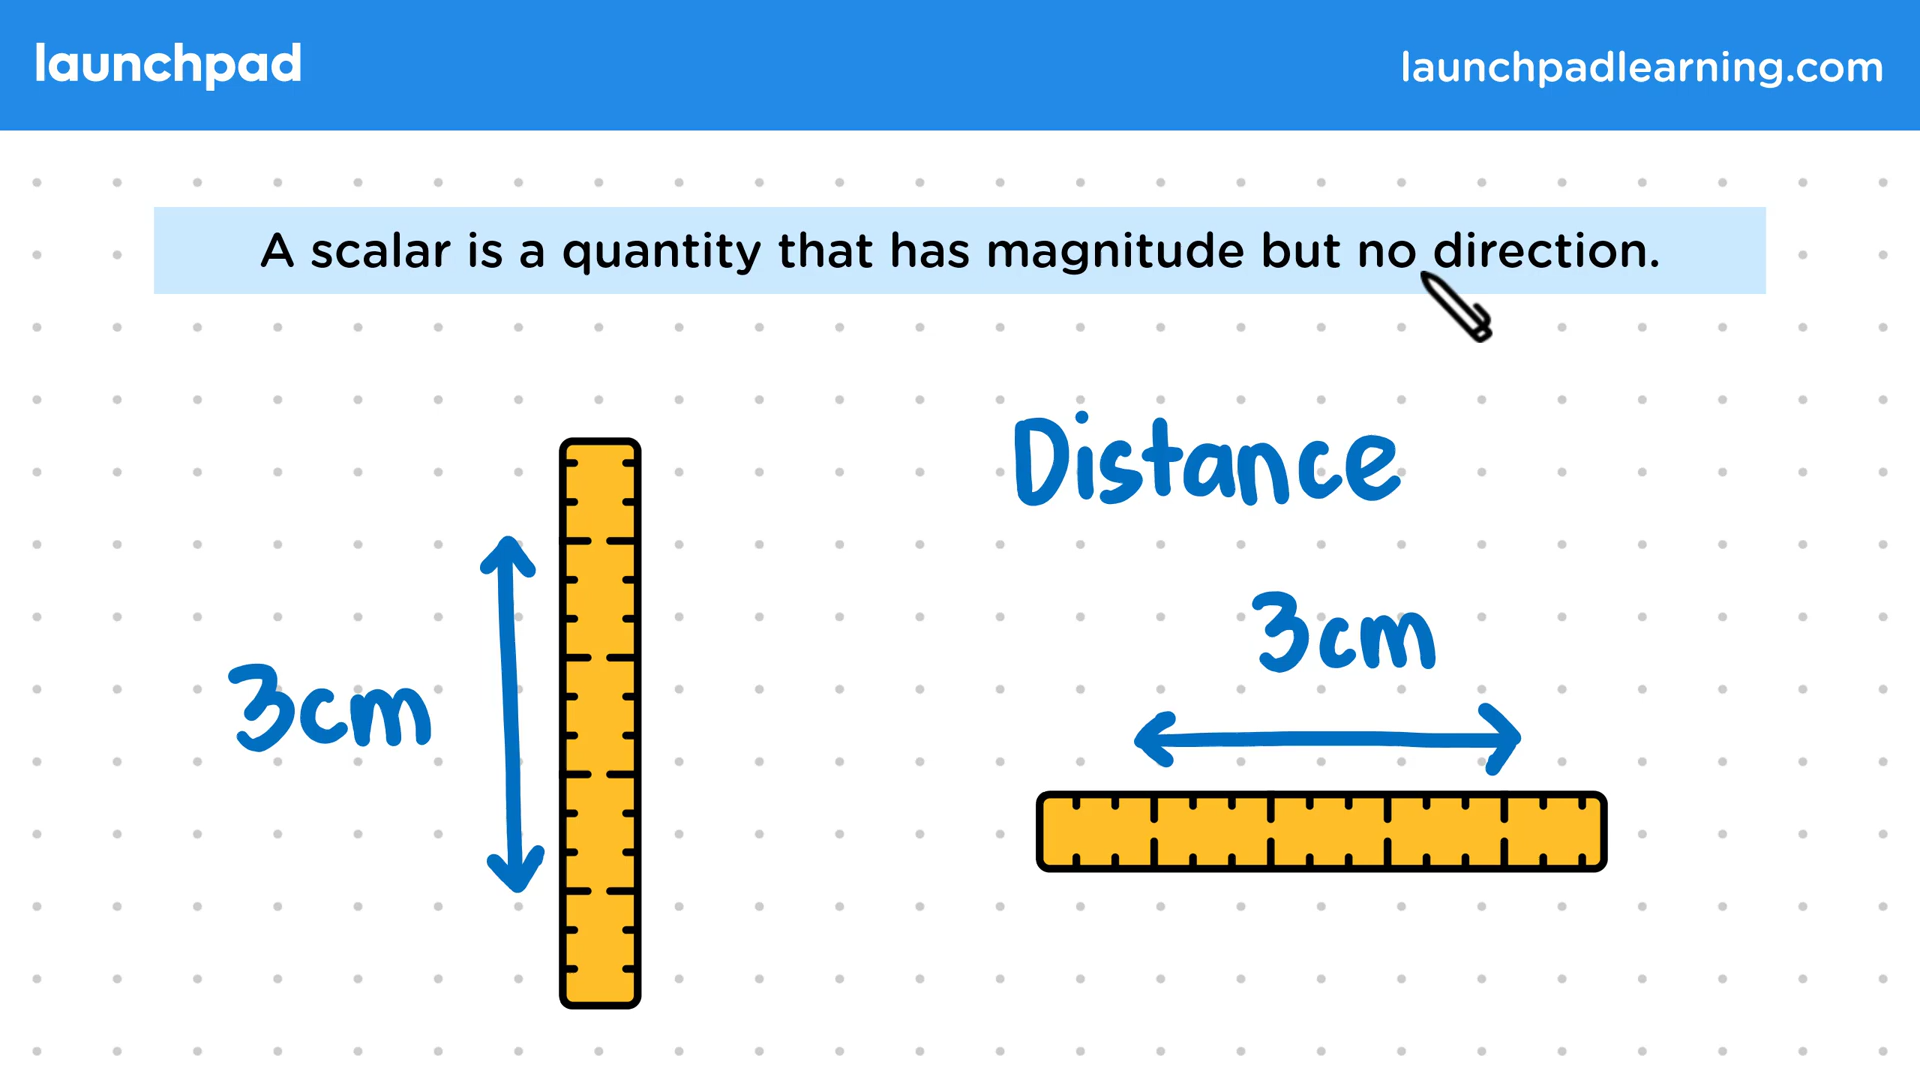 launchpad
launchpadlearning.com
A scalar is a quantity that has magnitude but no direction.
Distance
3cm
3cm